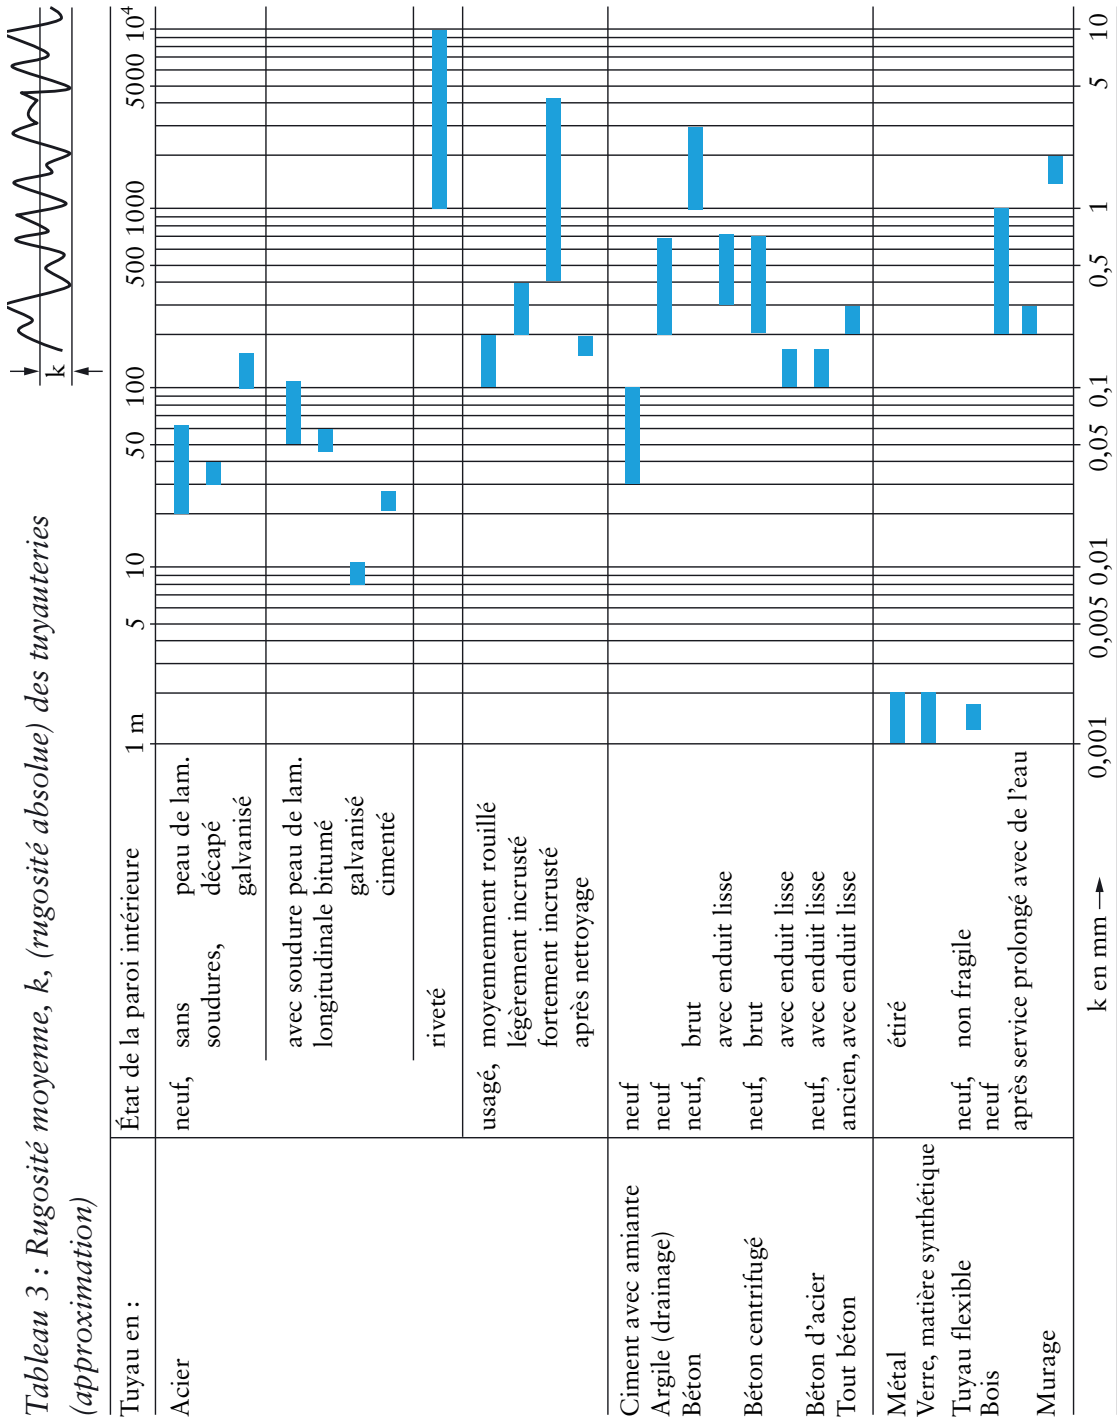 Tableau 3 : Rugosité moyenne, k, (rugosité absolue) des tuyauteries
(approximation)
k
Tuyau en :
État de la paroi intérieure
1 m 5 10 50 100 500 1000 5000 10⁴
Acier
neuf, sans peau de lam.
soudures, décapé
galvanisé
avec soudure peau de lam.
longitudinale bitumé
galvanisé
cimenté
riveté
usagé, moyennenment rouillé
légèrement incrusté
fortement incrusté
après nettoyage
Ciment avec amiante neuf
Argile (drainage) neuf
Béton neuf, brut
avec enduit lisse
Béton centrifugé neuf, brut
avec enduit lisse
Béton d'acier neuf, avec enduit lisse
Tout béton ancien, avec enduit lisse
Métal étiré
Verre, matière synthétique
Tuyau flexible neuf, non fragile
Bois neuf
après service prolongé avec de l'eau
Murage
k en mm → 0,001 0,005 0,01 0,05 0,1 0,5 1 5 10